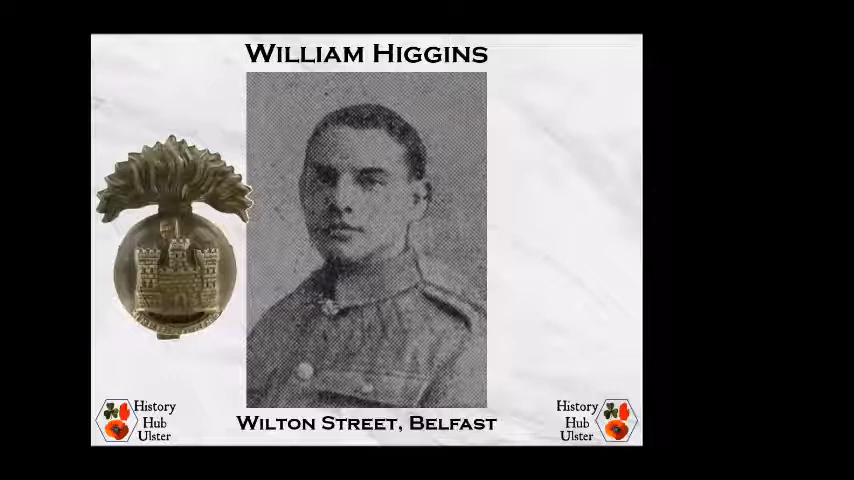 WILLIAM HIGGINS
WILTON STREET, BELFAST
History
Hub
Ulster
History
Hub
Ulster